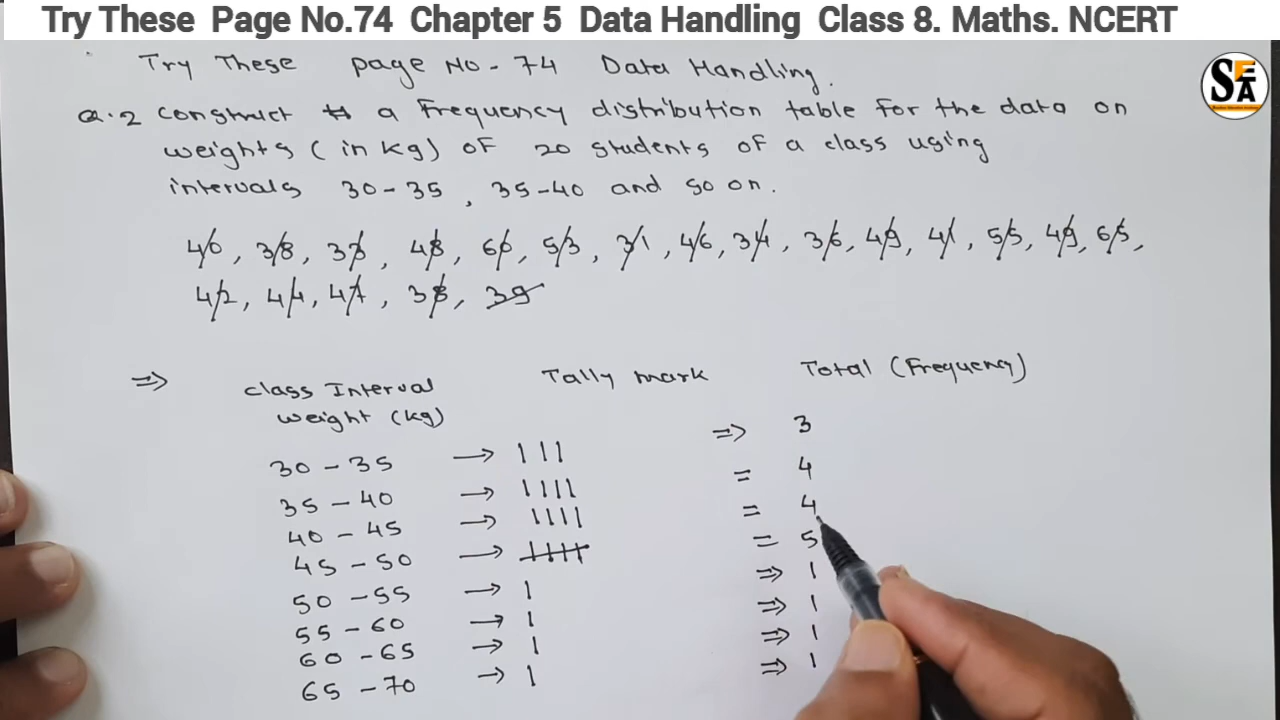 Try These Page No.74 Chapter 5 Data Handling Class 8. Maths. NCERT
Try These page No - 74 Data Handling.
Q.2 construct a Frequency distribution table for the data on
weights (in kg) of 20 students of a class using
intervals 30 - 35, 35 - 40 and so on.
40, 38, 33, 48, 60, 53, 31, 46, 34, 36, 49, 41, 55, 49, 65,
42, 44, 47, 38, 39
=> class Interval Tally mark Total (Frequency)
weight (kg)
30 - 35 → ||| => 3
35 - 40 → |||| = 4
40 - 45 → |||| = 4
45 - 50 → 𝍸 = 5
50 - 55 → | => 1
55 - 60 → | => 1
60 - 65 → | => 1
65 - 70 → | => 1
SEFA